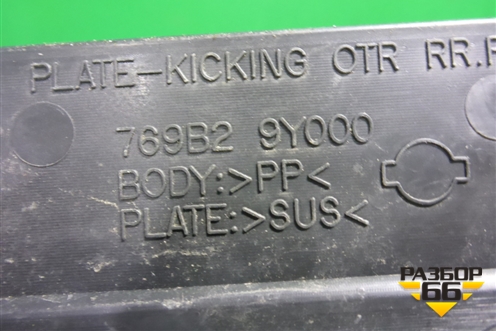 PLATE-KICKING OTR RR.R
769B2 9Y000
BODY:>PP<
PLATE:>SUS<
РАЗБОР
66